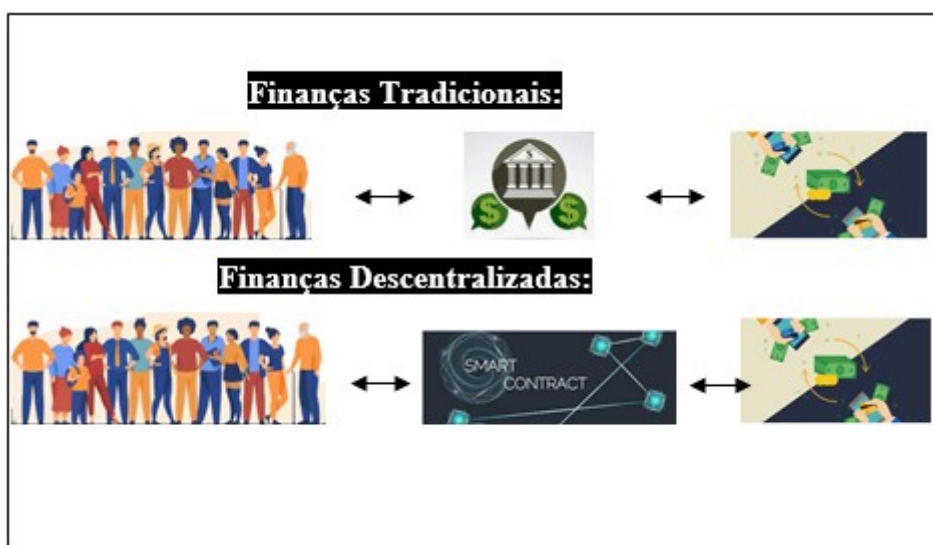 Finanças Tradicionais:
$
$ $
Finanças Descentralizadas:
SMART
CONTRACT